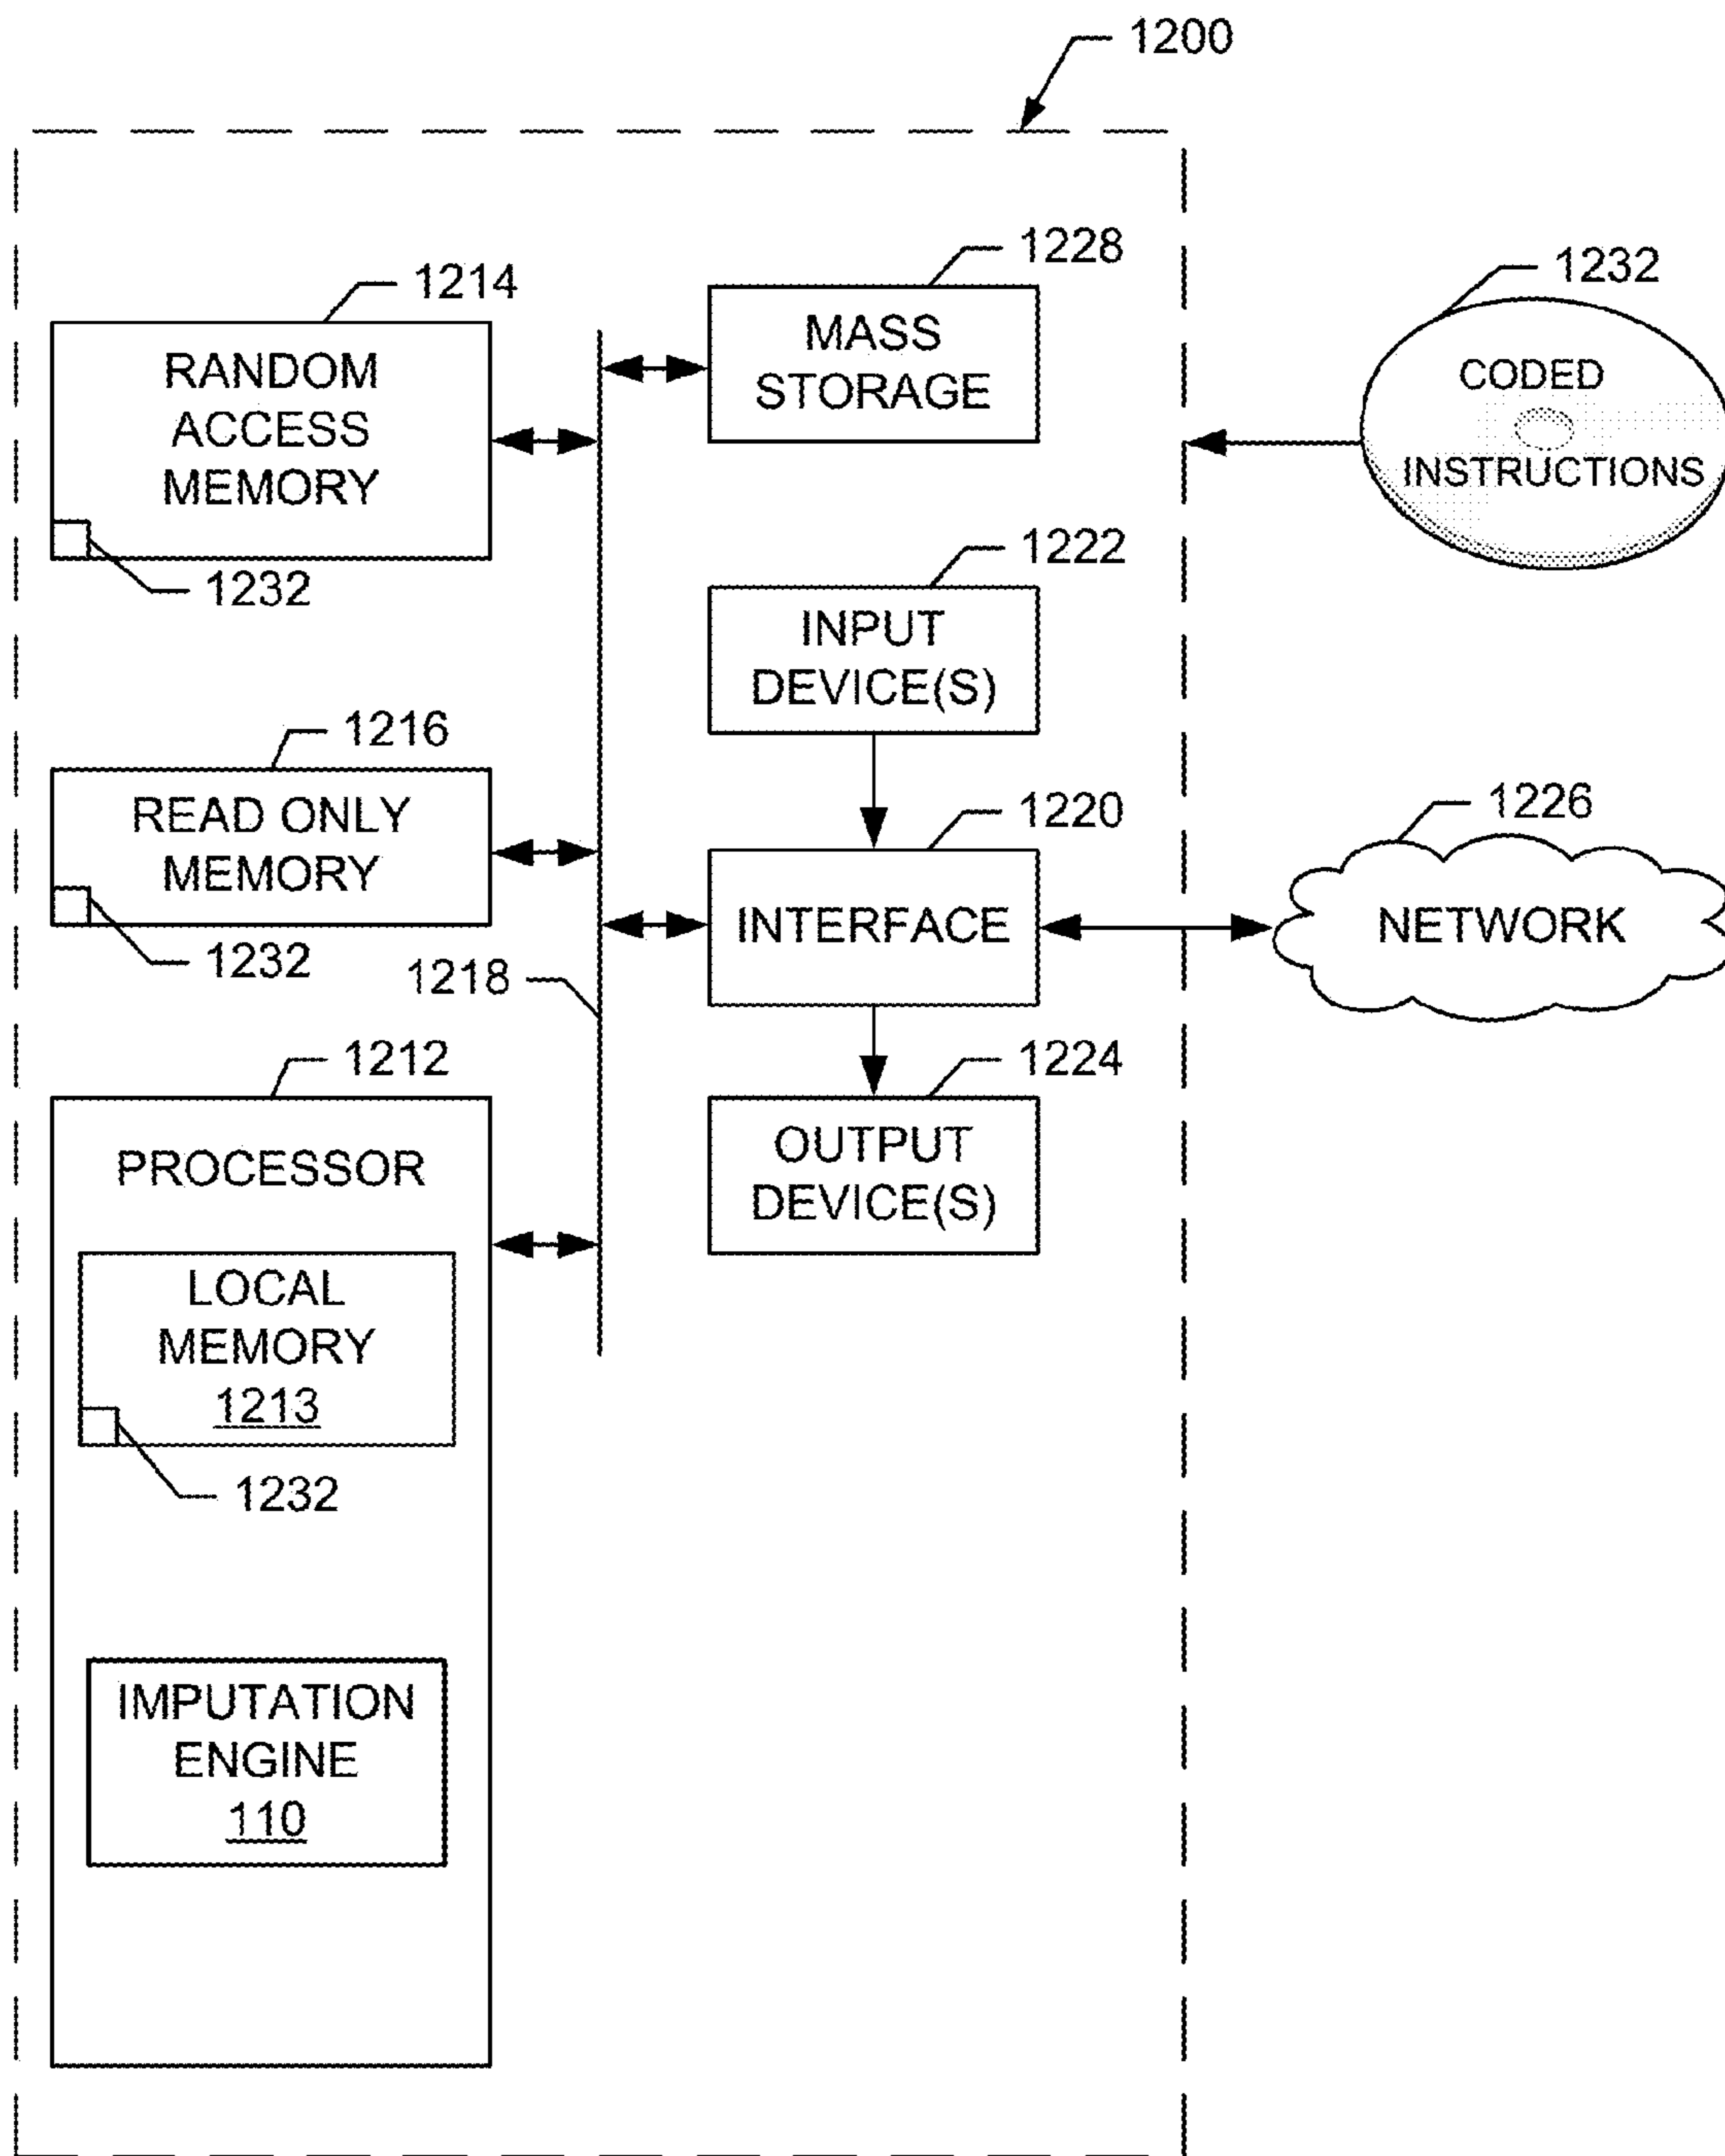 1200
1214
RANDOM
ACCESS
MEMORY
1232
1228
MASS
STORAGE
1232
CODED
INSTRUCTIONS
1222
INPUT
DEVICE(S)
1216
READ ONLY
MEMORY
1232
1218
1220
INTERFACE
1226
NETWORK
1212
PROCESSOR
LOCAL
MEMORY
1213
1232
1224
OUTPUT
DEVICE(S)
IMPUTATION
ENGINE
110